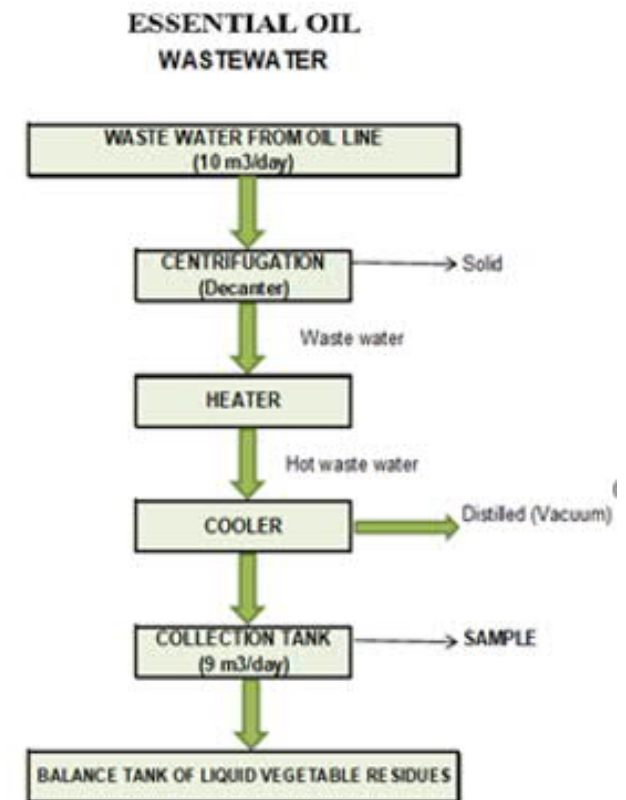 ESSENTIAL OIL
WASTEWATER
WASTE WATER FROM OIL LINE
(10 m3/day)
CENTRIFUGATION
(Decanter)
Solid
Waste water
HEATER
Hot waste water
COOLER
Distilled (Vacuum)
COLLECTION TANK
(9 m3/day)
SAMPLE
BALANCE TANK OF LIQUID VEGETABLE RESIDUES